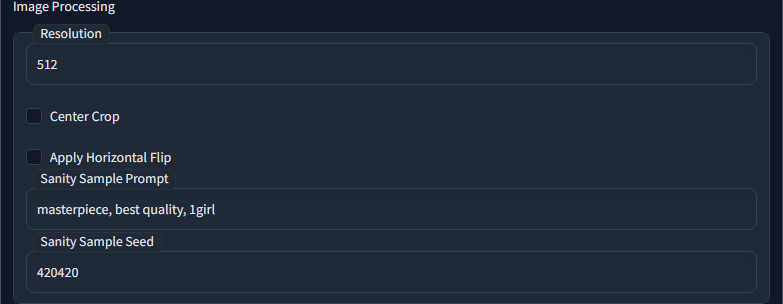 Image Processing
Resolution
512
Center Crop
Apply Horizontal Flip
Sanity Sample Prompt
masterpiece, best quality, 1girl
Sanity Sample Seed
420420